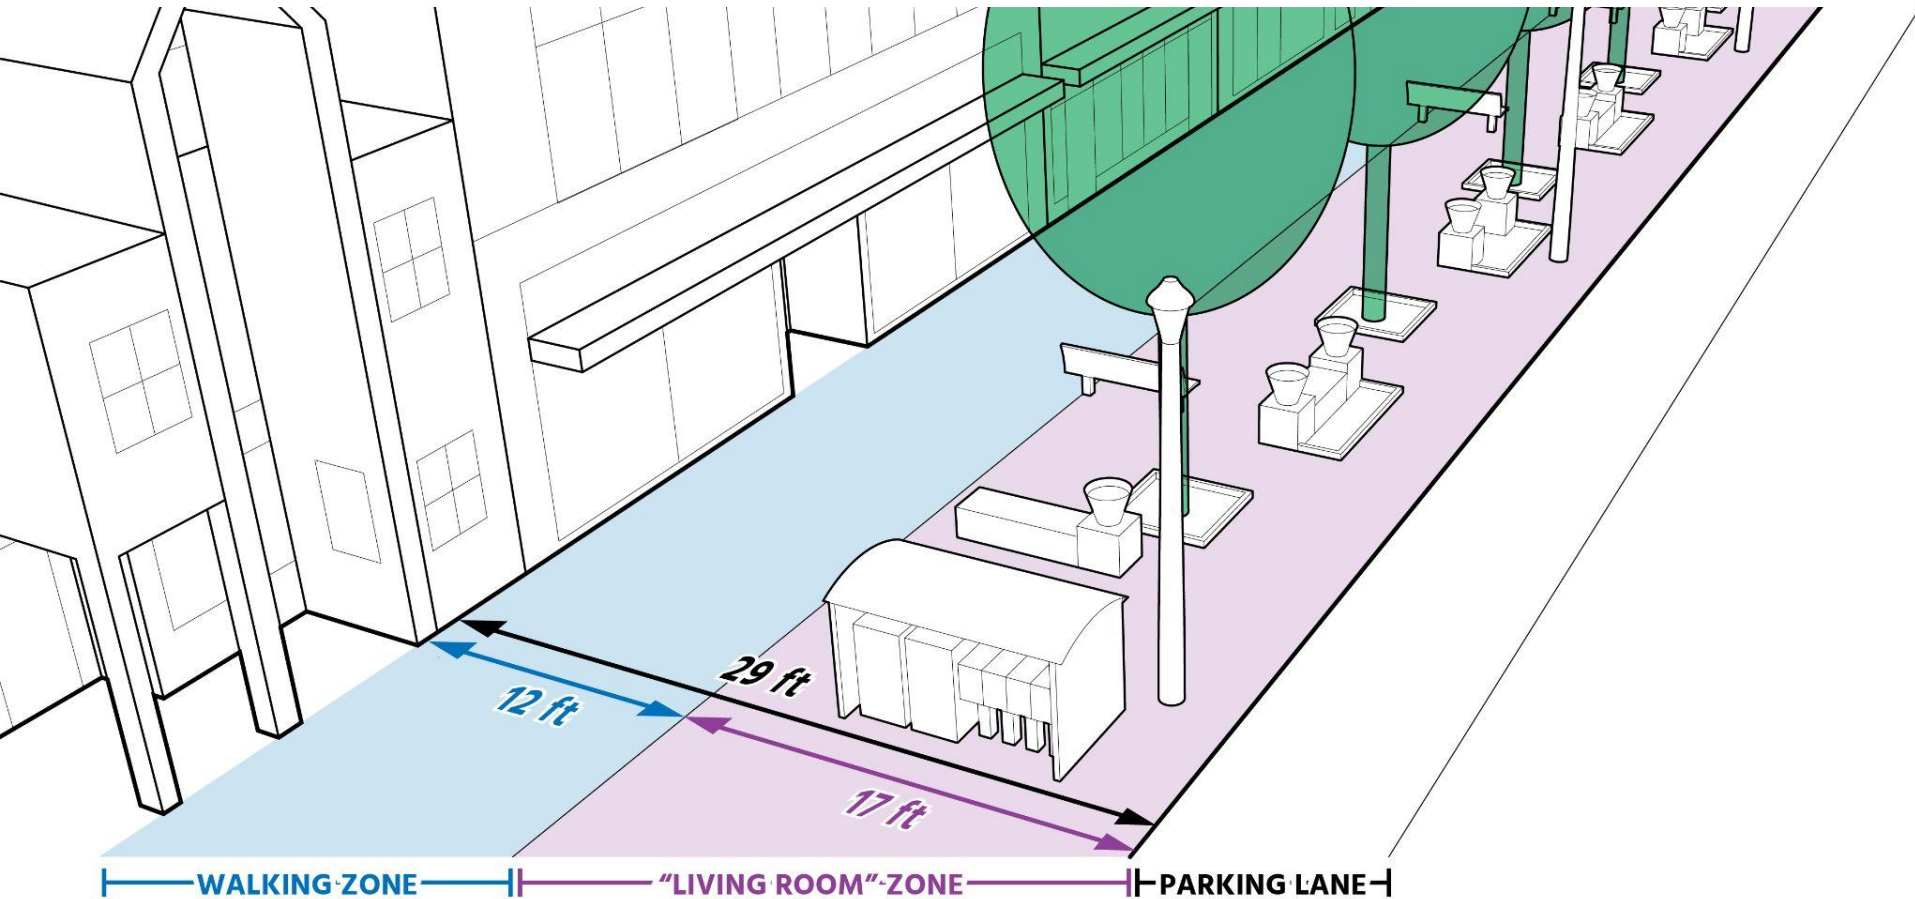 29 ft
12 ft
17 ft
WALKING ZONE
“LIVING ROOM” ZONE
PARKING LANE